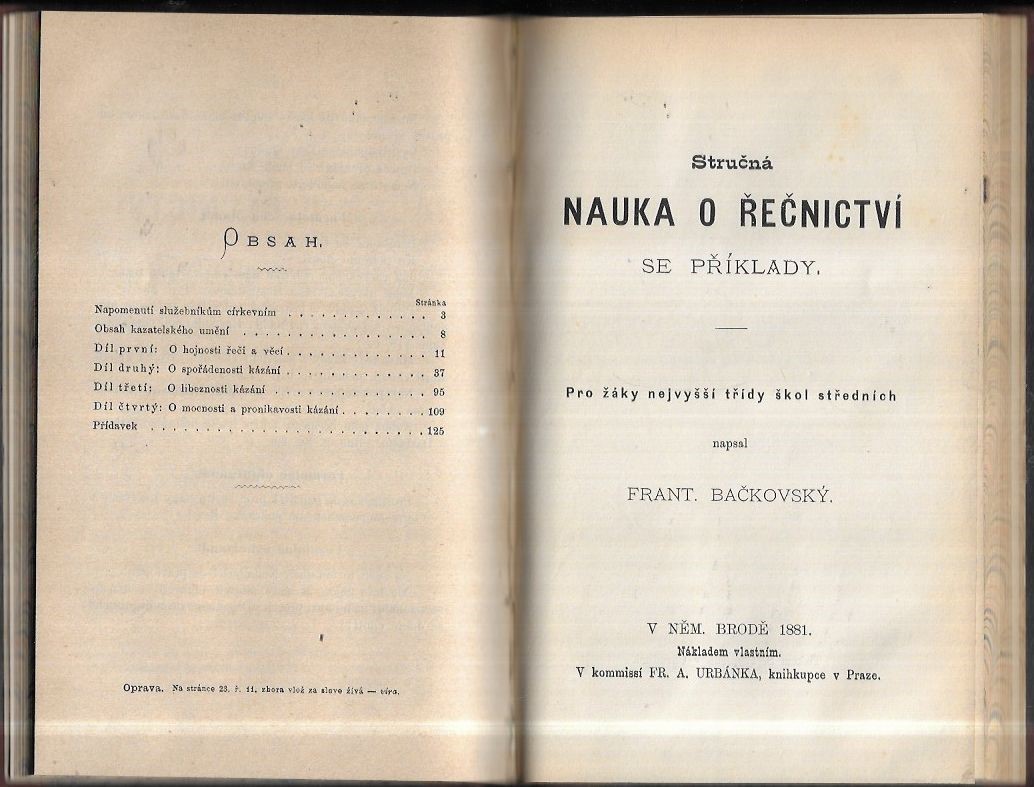 OBSAH.
Stránka
Napomenutí služebníkům církevním . . . . . . . . . . . . . 3
Obsah kazatelského umění . . . . . . . . . . . . . . . . 8
Díl první: O hojnosti řečí a věcí . . . . . . . . . . . . . 11
Díl druhý: O spořádenosti kázání . . . . . . . . . . . . . 37
Díl třetí: O libeznosti kázání . . . . . . . . . . . . . . 95
Díl čtvrtý: O mocnosti a pronikavosti kázání . . . . . . . . 109
Přídavek . . . . . . . . . . . . . . . . . . . . . . . . 125
Oprava. Na stránce 23. ř. 11. zhora vlož za slovo živá — víra.
Stručná
NAUKA O ŘEČNICTVÍ
SE PŘÍKLADY.
Pro žáky nejvyšší třídy škol středních
napsal
FRANT. BAČKOVSKÝ.
V NĚM. BRODĚ 1881.
Nákladem vlastním.
V kommissí FR. A. URBÁNKA, knihkupce v Praze.